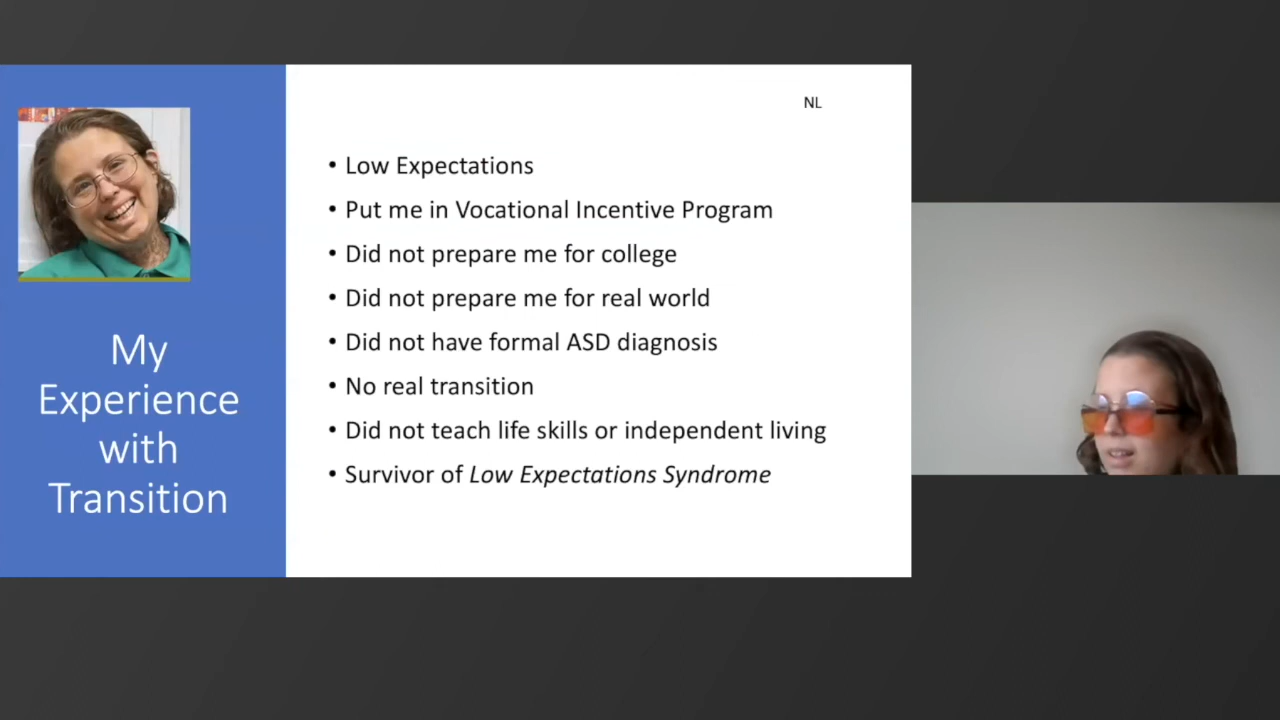 My
Experience
with
Transition
NL
• Low Expectations
• Put me in Vocational Incentive Program
• Did not prepare me for college
• Did not prepare me for real world
• Did not have formal ASD diagnosis
• No real transition
• Did not teach life skills or independent living
• Survivor of Low Expectations Syndrome